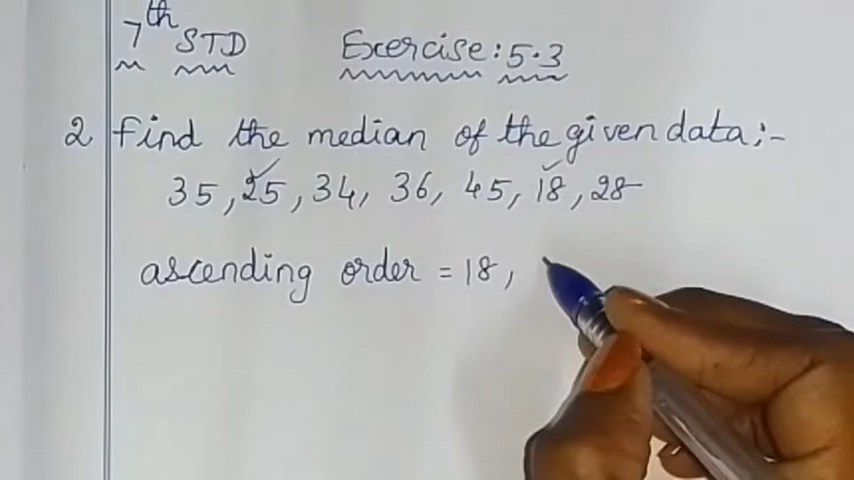 7th STD Exercise: 5.3
2 Find the median of the given data:-
35, 25, 34, 36, 45, 18, 28
ascending order = 18,